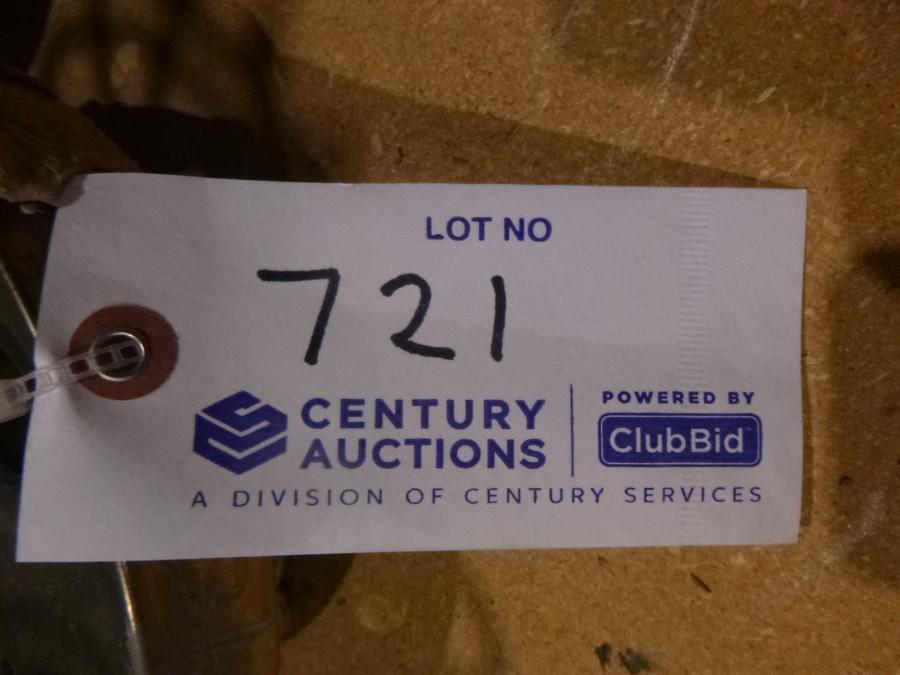 LOT NO
721
CENTURY
AUCTIONS
POWERED BY
ClubBid
A DIVISION OF CENTURY SERVICES